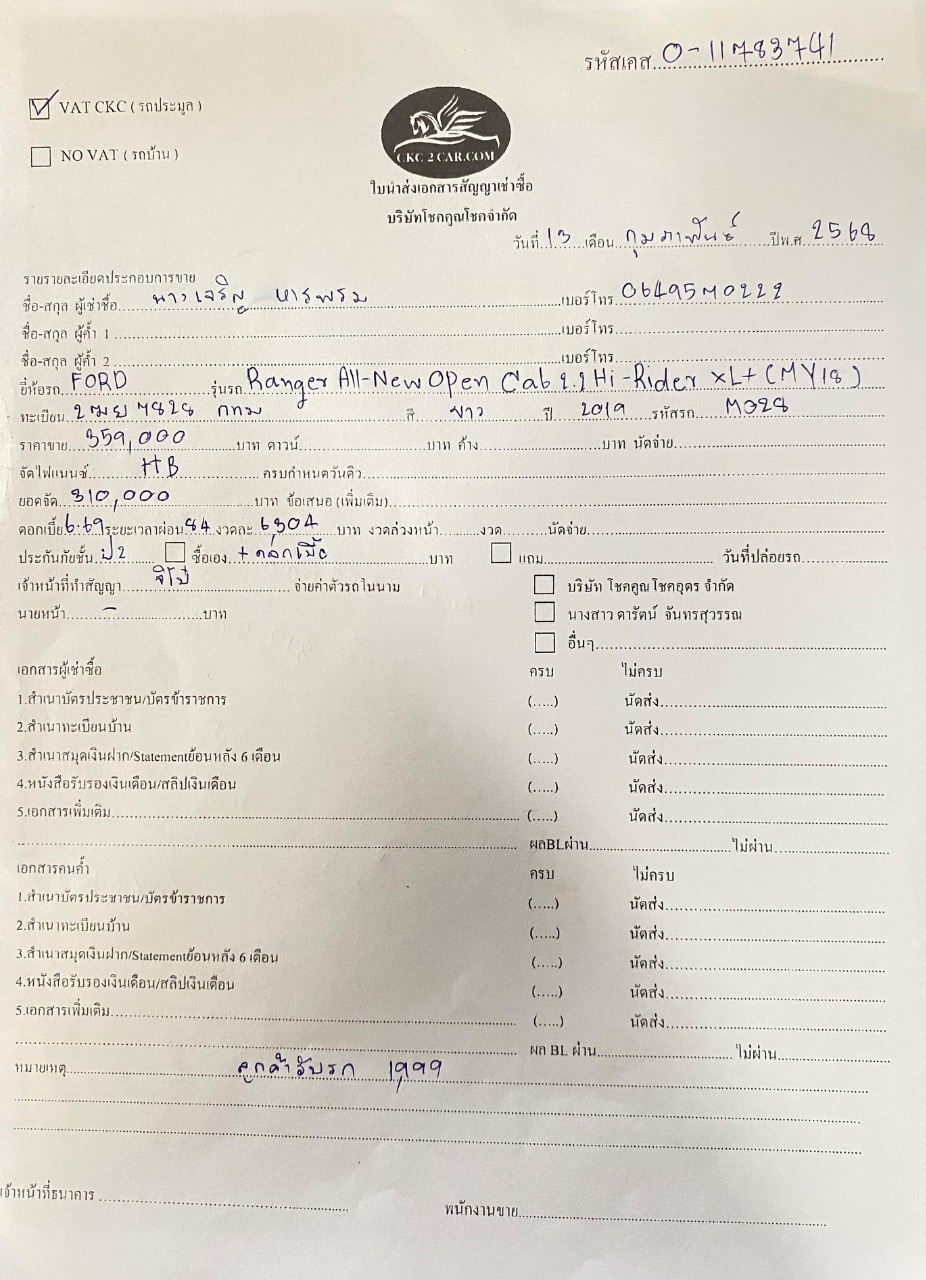 รหัสเคส 0-11783741
VAT CKC ( รถประมูล )
NO VAT ( รถบ้าน )
CKC 2 CAR.COM
ใบนำส่งเอกสารสัญญาเช่าซื้อ
บริษัทโชคคูณโชคจำกัด
วันที่ 13 เดือน กุมภาพันธ์ ปีพ.ศ. 2568
รายรายละเอียดประกอบการขาย
ชื่อ-สกุล ผู้เช่าซื้อ นางเจริญ หารพรม เบอร์โทร
ชื่อ-สกุล ผู้ค้ำ 1 เบอร์โทร
ชื่อ-สกุล ผู้ค้ำ 2 เบอร์โทร
ยี่ห้อรถ FORD รุ่นรถ Ranger All-New Open Cab 2.2 Hi-Rider XL+ (MY18)
ทะเบียน 2ฒย 7828 กทม สี ขาว ปี 2019 รหัสรถ M028
ราคาขาย 359,000 บาท ดาวน์ บาท ค้าง บาท นัดจ่าย
จัดไฟแนนซ์ HB ครบกำหนดวันคิว
ยอดจัด 310,000 บาท ข้อเสนอ (เพิ่มเติม)
ดอกเบี้ย 6.69 ระยะเวลาผ่อน 84 งวดละ 6304 บาท งวดล่วงหน้า งวด นัดจ่าย
ประกันภัยชั้น ป2 ซื้อเอง + ดอกเบี้ย บาท แถม วันที่ปล่อยรถ
เจ้าหน้าที่ทำสัญญา จิโป้ จ่ายค่าตัวรถในนาม บริษัท โชคคูณโชคอุดร จำกัด
นายหน้า - บาท นางสาว ดารัตน์ จันทรสุวรรณ
อื่นๆ
เอกสารผู้เช่าซื้อ ครบ ไม่ครบ
1.สำเนาบัตรประชาชน/บัตรข้าราชการ (.....) นัดส่ง
2.สำเนาทะเบียนบ้าน (.....) นัดส่ง
3.สำเนาสมุดเงินฝาก/Statementย้อนหลัง 6 เดือน (.....) นัดส่ง
4.หนังสือรับรองเงินเดือน/สลิปเงินเดือน (.....) นัดส่ง
5.เอกสารเพิ่มเติม (.....) นัดส่ง
ผลBLผ่าน ไม่ผ่าน
เอกสารคนค้ำ ครบ ไม่ครบ
1.สำเนาบัตรประชาชน/บัตรข้าราชการ (.....) นัดส่ง
2.สำเนาทะเบียนบ้าน (.....) นัดส่ง
3.สำเนาสมุดเงินฝาก/Statementย้อนหลัง 6 เดือน (.....) นัดส่ง
4.หนังสือรับรองเงินเดือน/สลิปเงินเดือน (.....) นัดส่ง
5.เอกสารเพิ่มเติม (.....) นัดส่ง
ผล BL ผ่าน ไม่ผ่าน
หมายเหตุ ลูกค้ารับรถ 1,999
เจ้าหน้าที่ธนาคาร
พนักงานขาย